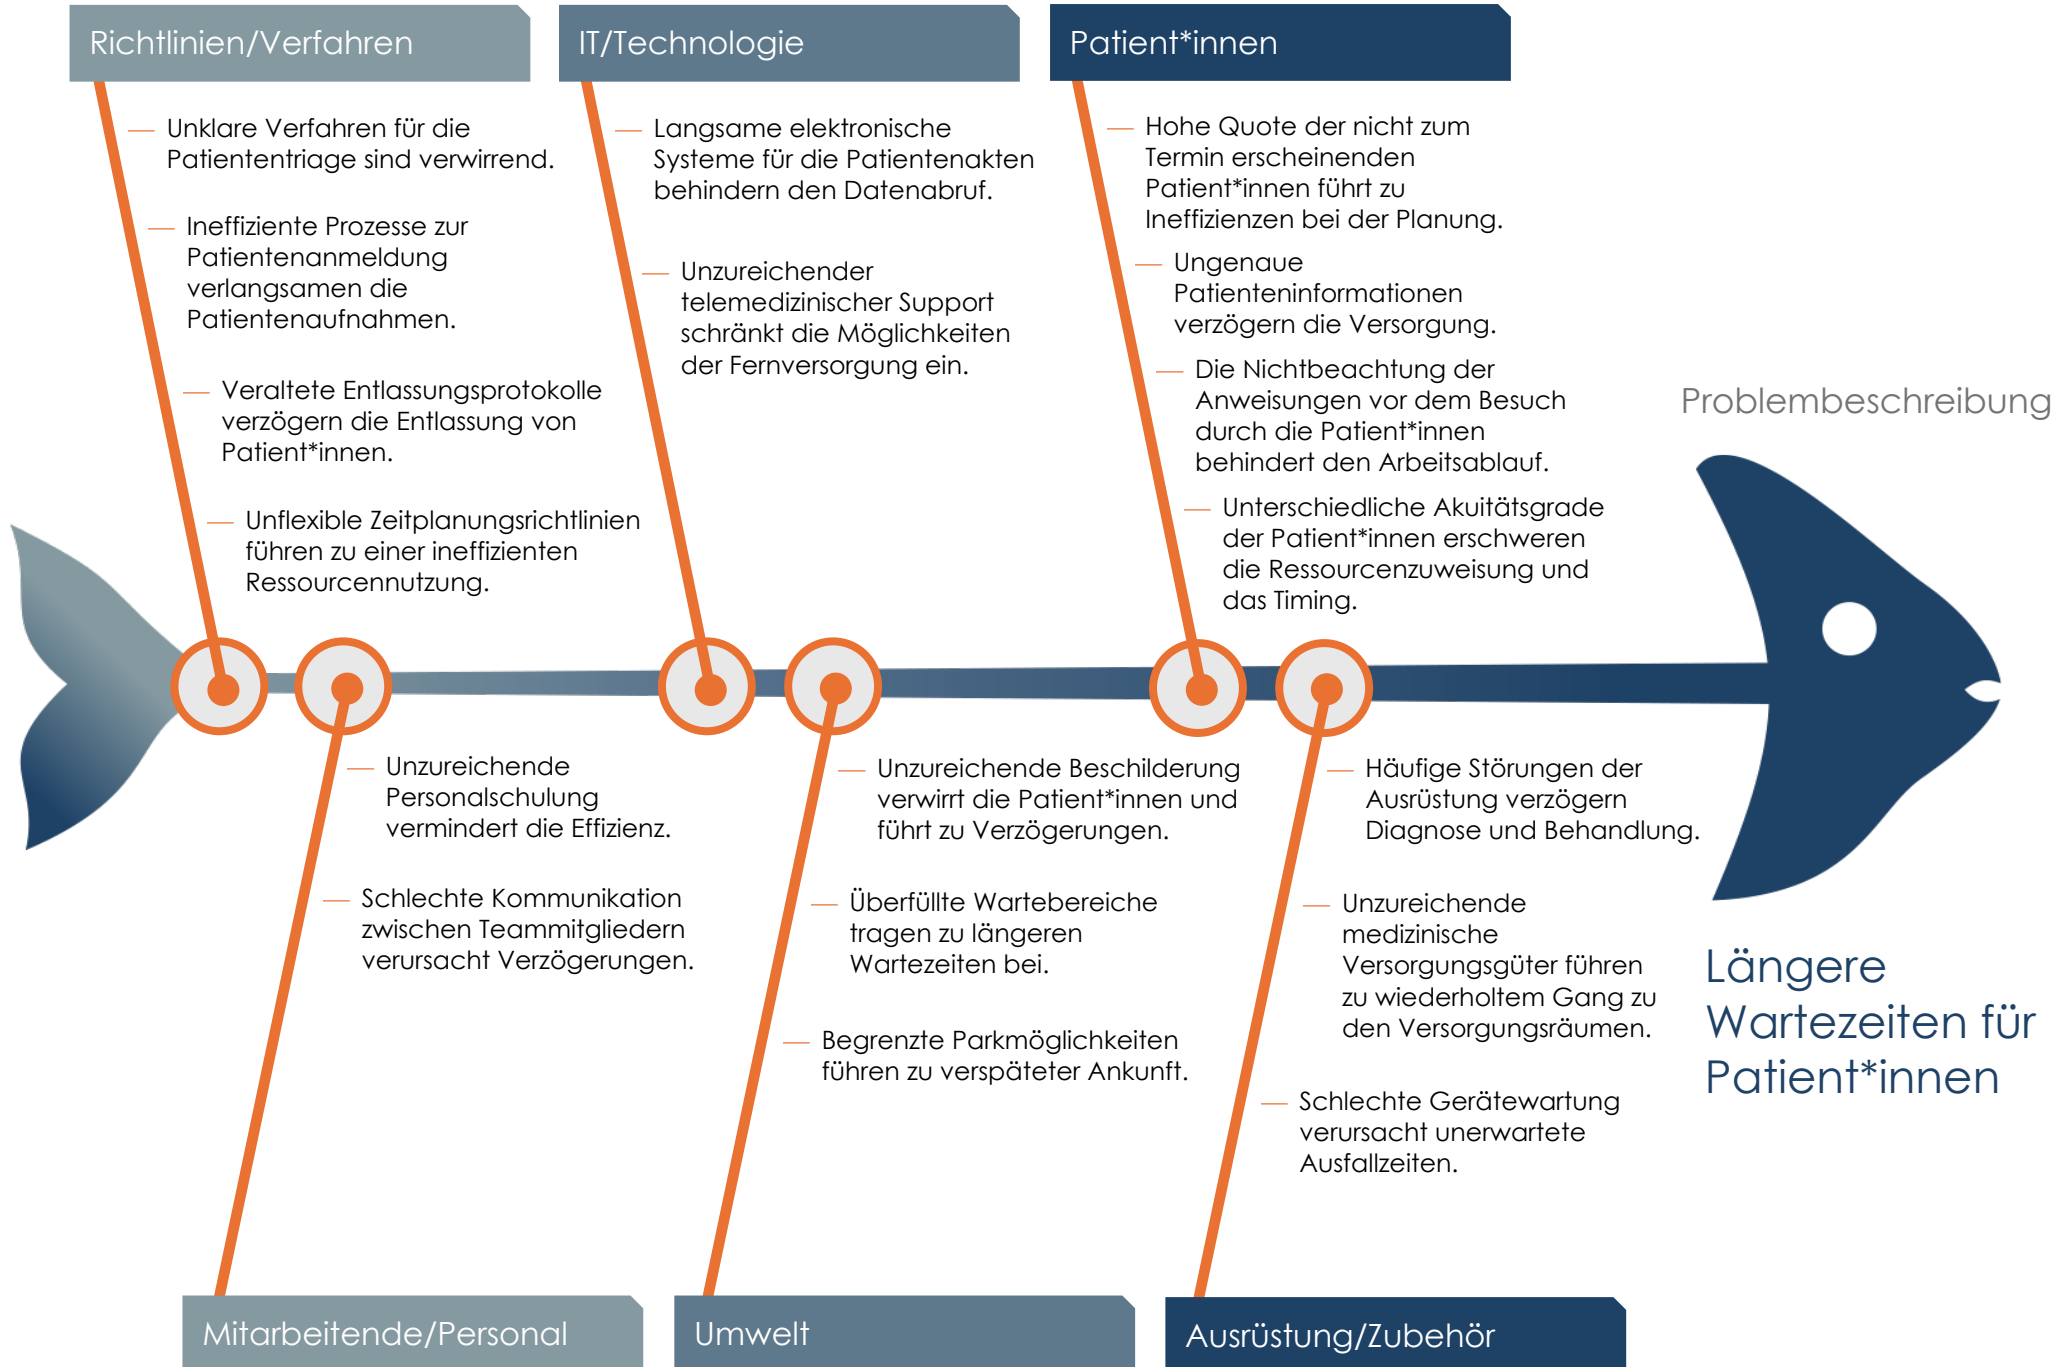 Richtlinien/Verfahren
Unklare Verfahren für die
Patiententriage sind verwirrend.
Ineffiziente Prozesse zur
Patientenanmeldung
verlangsamen die
Patientenaufnahmen.
Veraltete Entlassungsprotokolle
verzögern die Entlassung von
Patient*innen.
Unflexible Zeitplanungsrichtlinien
führen zu einer ineffizienten
Ressourcennutzung.
IT/Technologie
Langsame elektronische
Systeme für die Patientenakten
behindern den Datenabruf.
Unzureichender
telemedizinischer Support
schränkt die Möglichkeiten
der Fernversorgung ein.
Patient*innen
Hohe Quote der nicht zum
Termin erscheinenden
Patient*innen führt zu
Ineffizienzen bei der Planung.
Ungenaue
Patienteninformationen
verzögern die Versorgung.
Die Nichtbeachtung der
Anweisungen vor dem Besuch
durch die Patient*innen
behindert den Arbeitsablauf.
Unterschiedliche Akuitätsgrade
der Patient*innen erschweren
die Ressourcenzuweisung und
das Timing.
Problembeschreibung
Längere
Wartezeiten für
Patient*innen
Unzureichende
Personalschulung
vermindert die Effizienz.
Schlechte Kommunikation
zwischen Teammitgliedern
verursacht Verzögerungen.
Mitarbeitende/Personal
Unzureichende Beschilderung
verwirrt die Patient*innen und
führt zu Verzögerungen.
Überfüllte Wartebereiche
tragen zu längeren
Wartezeiten bei.
Begrenzte Parkmöglichkeiten
führen zu verspäteter Ankunft.
Umwelt
Häufige Störungen der
Ausrüstung verzögern
Diagnose und Behandlung.
Unzureichende
medizinische
Versorgungsgüter führen
zu wiederholtem Gang zu
den Versorgungsräumen.
Schlechte Gerätewartung
verursacht unerwartete
Ausfallzeiten.
Ausrüstung/Zubehör